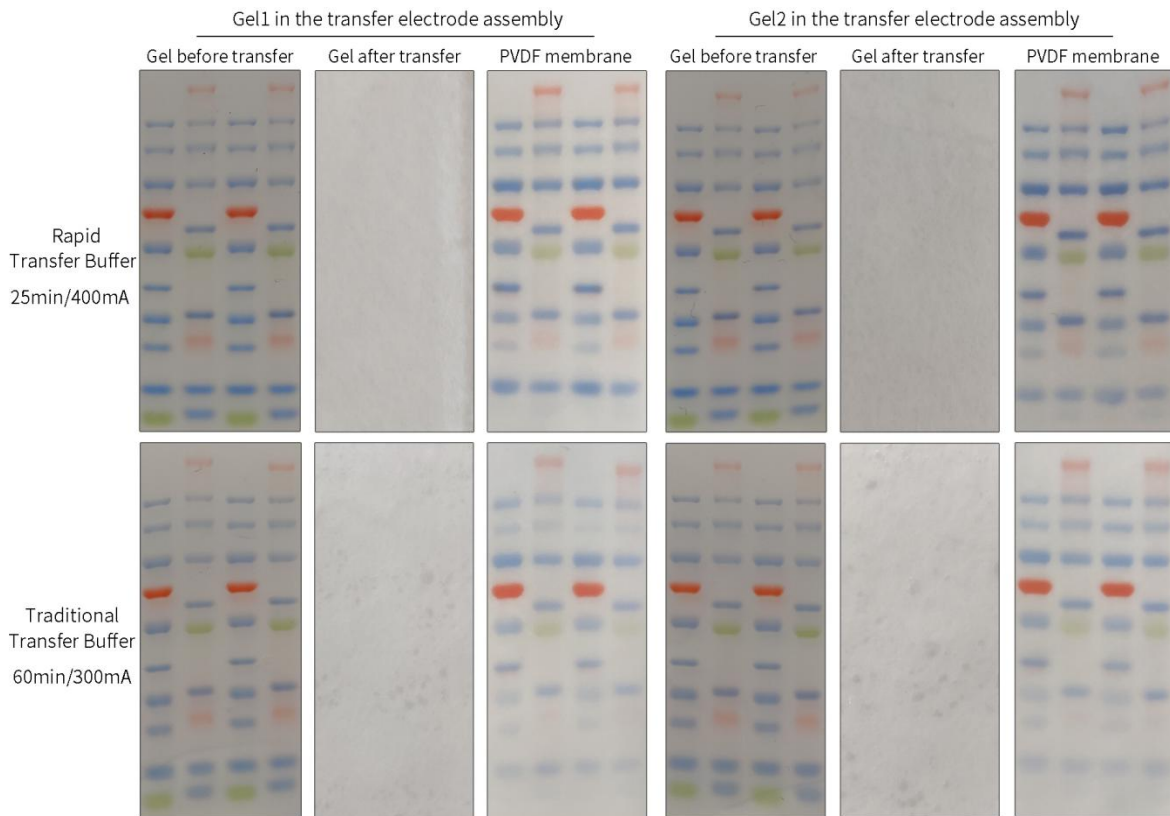 Gel1 in the transfer electrode assembly
Gel2 in the transfer electrode assembly
Gel before transfer
Gel after transfer
PVDF membrane
Gel before transfer
Gel after transfer
PVDF membrane
Rapid
Transfer Buffer
25min/400mA
Traditional
Transfer Buffer
60min/300mA